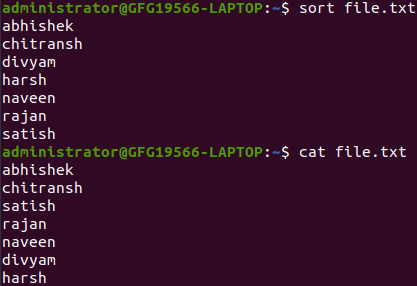 administrator@GFG19566-LAPTOP:~$ sort file.txt
abhishek
chitransh
divyam
harsh
naveen
rajan
satish
administrator@GFG19566-LAPTOP:~$ cat file.txt
abhishek
chitransh
satish
rajan
naveen
divyam
harsh